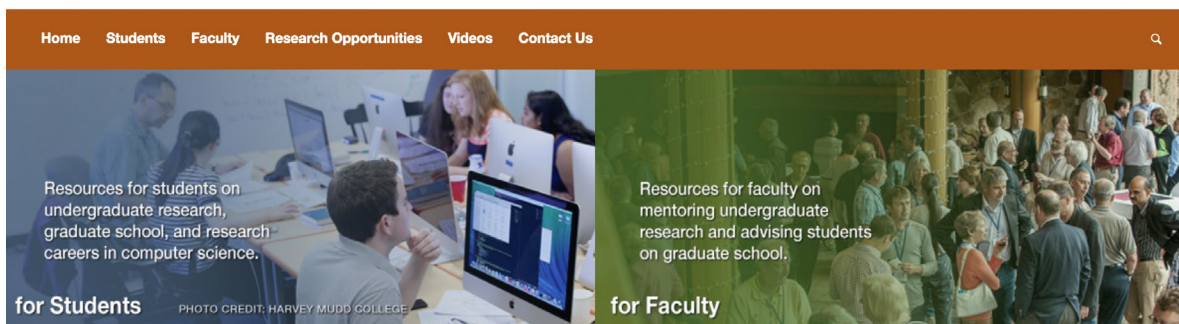 Home Students Faculty Research Opportunities Videos Contact Us
Resources for students on
undergraduate research,
graduate school, and research
careers in computer science.
for Students PHOTO CREDIT: HARVEY MUDD COLLEGE
Resources for faculty on
mentoring undergraduate
research and advising students
on graduate school.
for Faculty